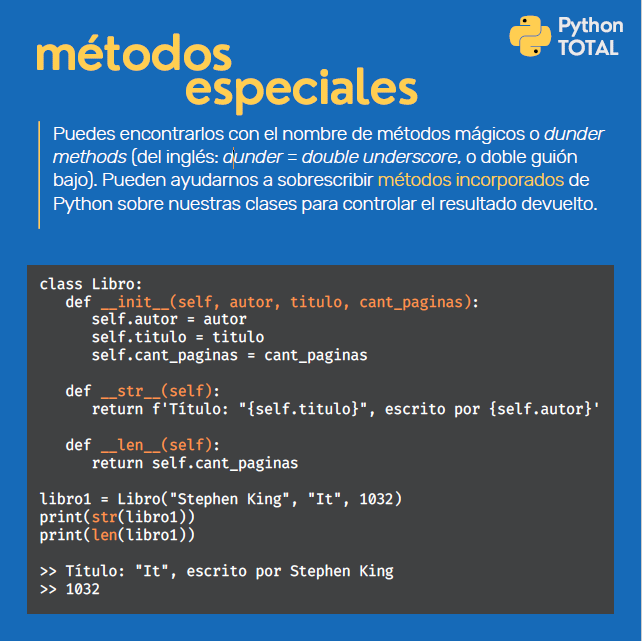 Python
TOTAL
métodos
especiales
Puedes encontrarlos con el nombre de métodos mágicos o dunder
methods (del inglés: dunder = double underscore, o doble guión
bajo). Pueden ayudarnos a sobrescribir métodos incorporados de
Python sobre nuestras clases para controlar el resultado devuelto.
class Libro:
   def __init__(self, autor, titulo, cant_paginas):
      self.autor = autor
      self.titulo = titulo
      self.cant_paginas = cant_paginas
   def __str__(self):
      return f'Título: "{self.titulo}", escrito por {self.autor}'
   def __len__(self):
      return self.cant_paginas
libro1 = Libro("Stephen King", "It", 1032)
print(str(libro1))
print(len(libro1))
>> Título: "It", escrito por Stephen King
>> 1032